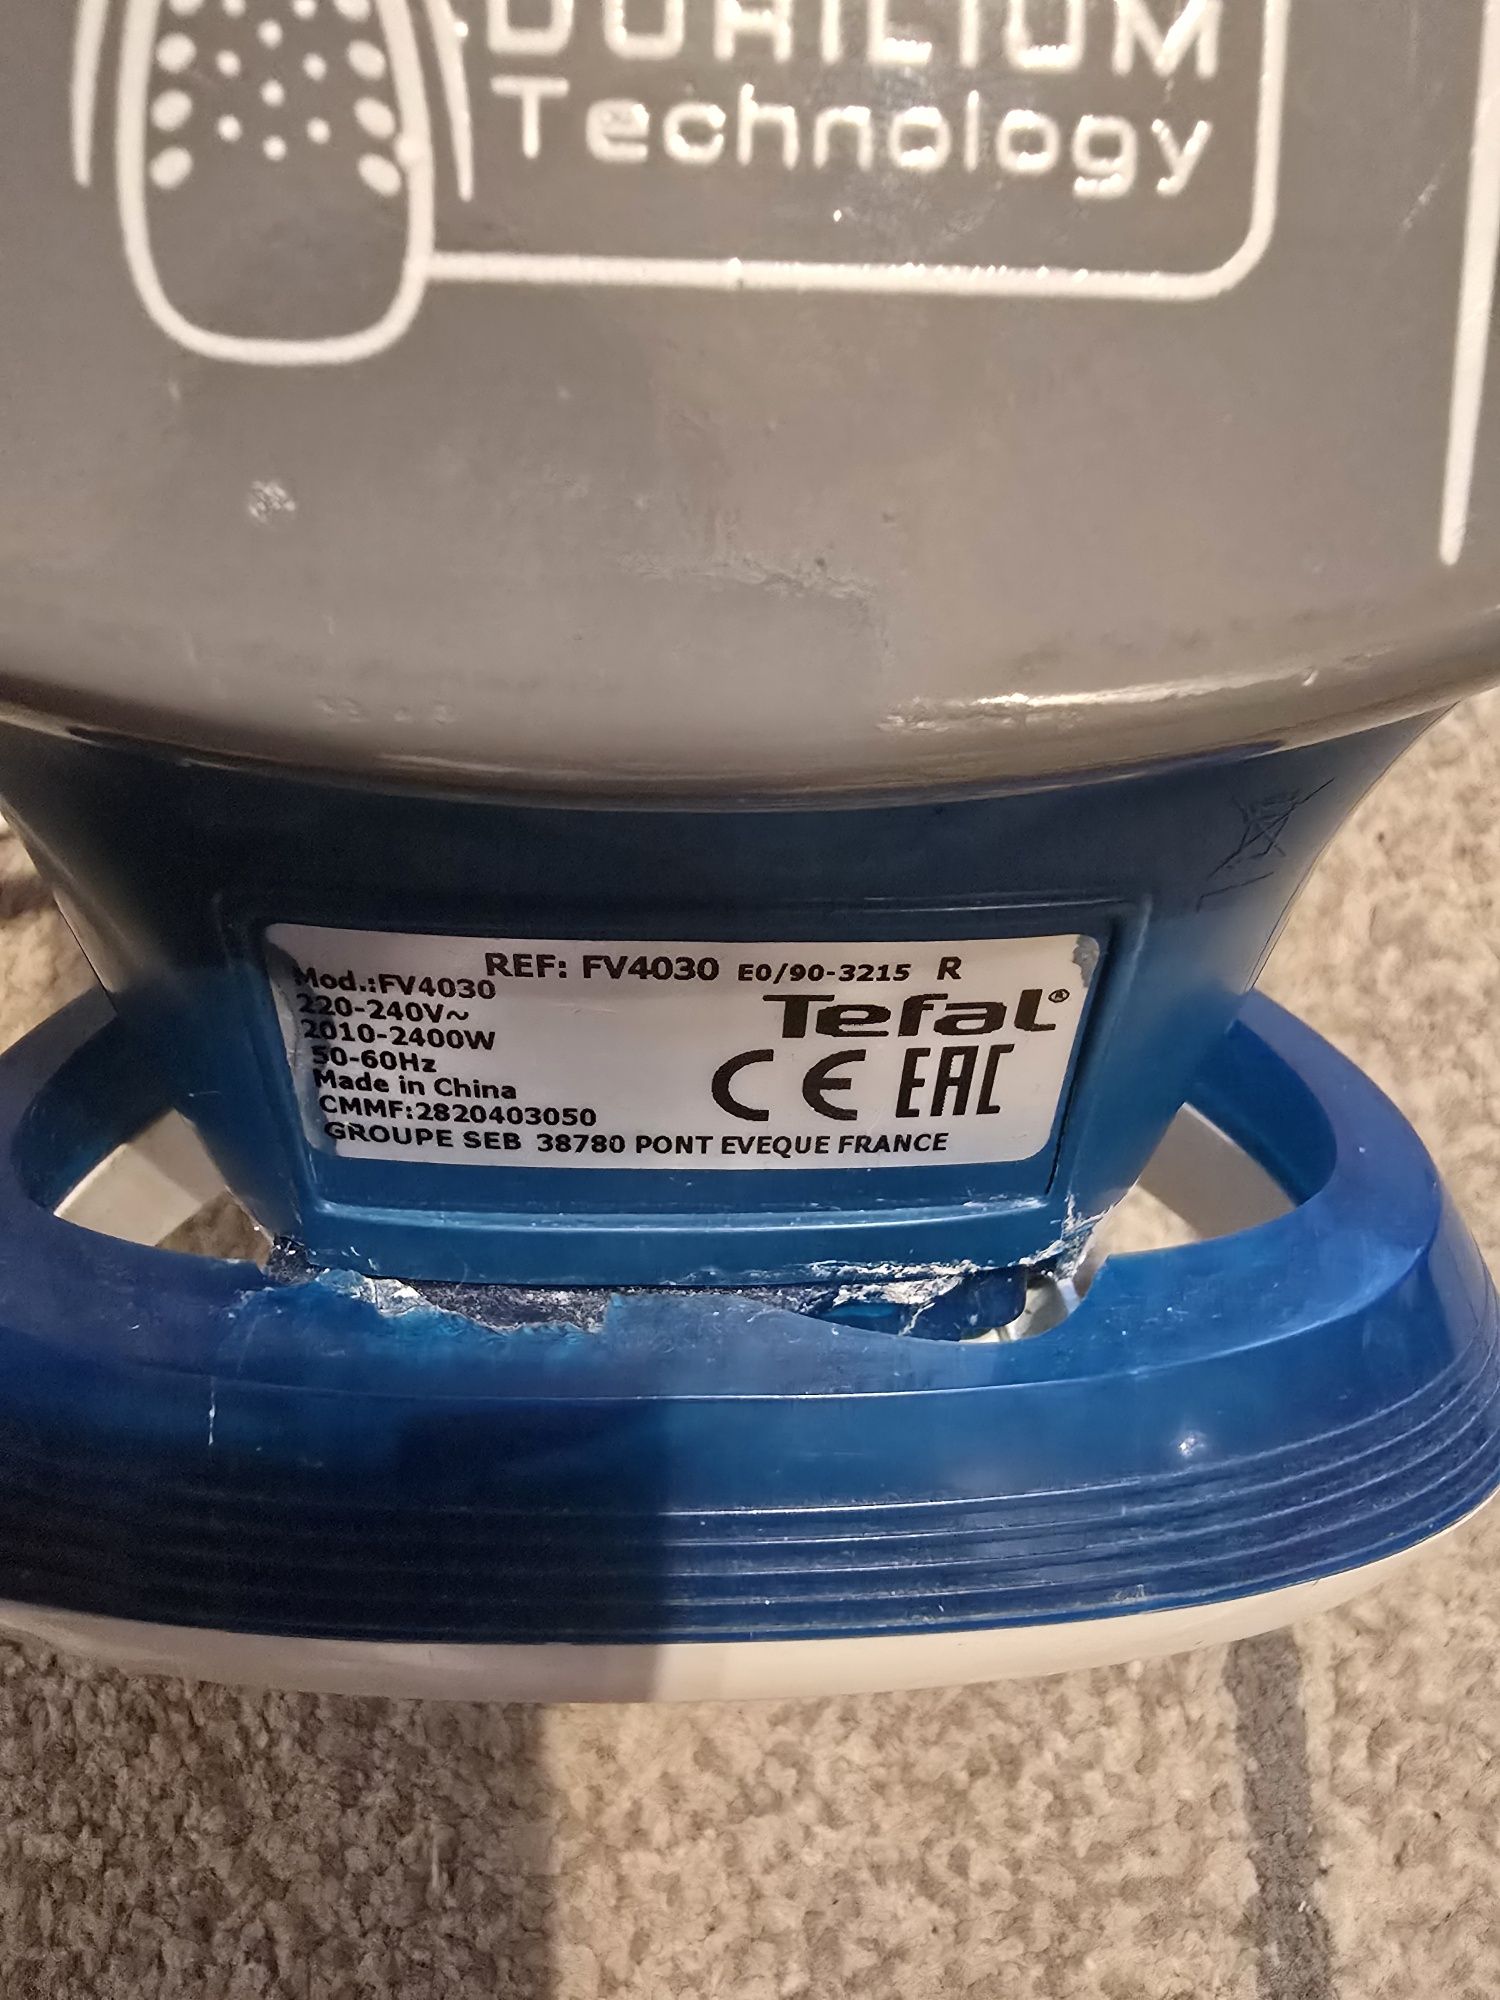 DURILIUM
Technology
REF: FV4030 E0/90-3215 R
Mod.:FV4030
220-240V~
2010-2400W
50-60Hz
Made in China
CMMF:2820403050
GROUPE SEB 38780 PONT EVEQUE FRANCE
Tefal®
CE EAC